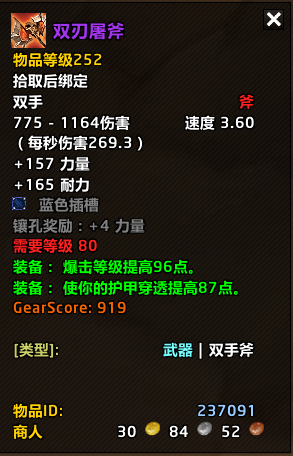 双刃屠斧
物品等级252
拾取后绑定
双手 斧
775 - 1164伤害 速度 3.60
（每秒伤害269.3）
+157 力量
+165 耐力
蓝色插槽
镶孔奖励：+4 力量
需要等级 80
装备： 爆击等级提高96点。
装备： 使你的护甲穿透提高87点。
GearScore: 919
[类型]: 武器 | 双手斧
物品ID: 237091
商人 30 84 52